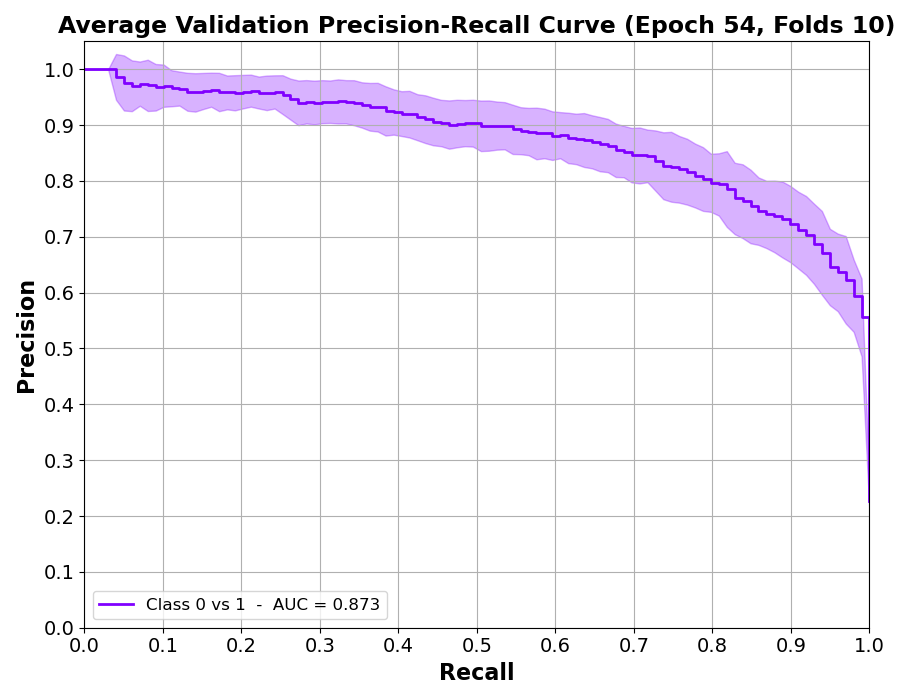 Average Validation Precision-Recall Curve (Epoch 54, Folds 10)
Precision
1.0
0.9
0.8
0.7
0.6
0.5
0.4
0.3
0.2
0.1
0.0
Class 0 vs 1 - AUC = 0.873
0.0 0.1 0.2 0.3 0.4 0.5 0.6 0.7 0.8 0.9 1.0
Recall